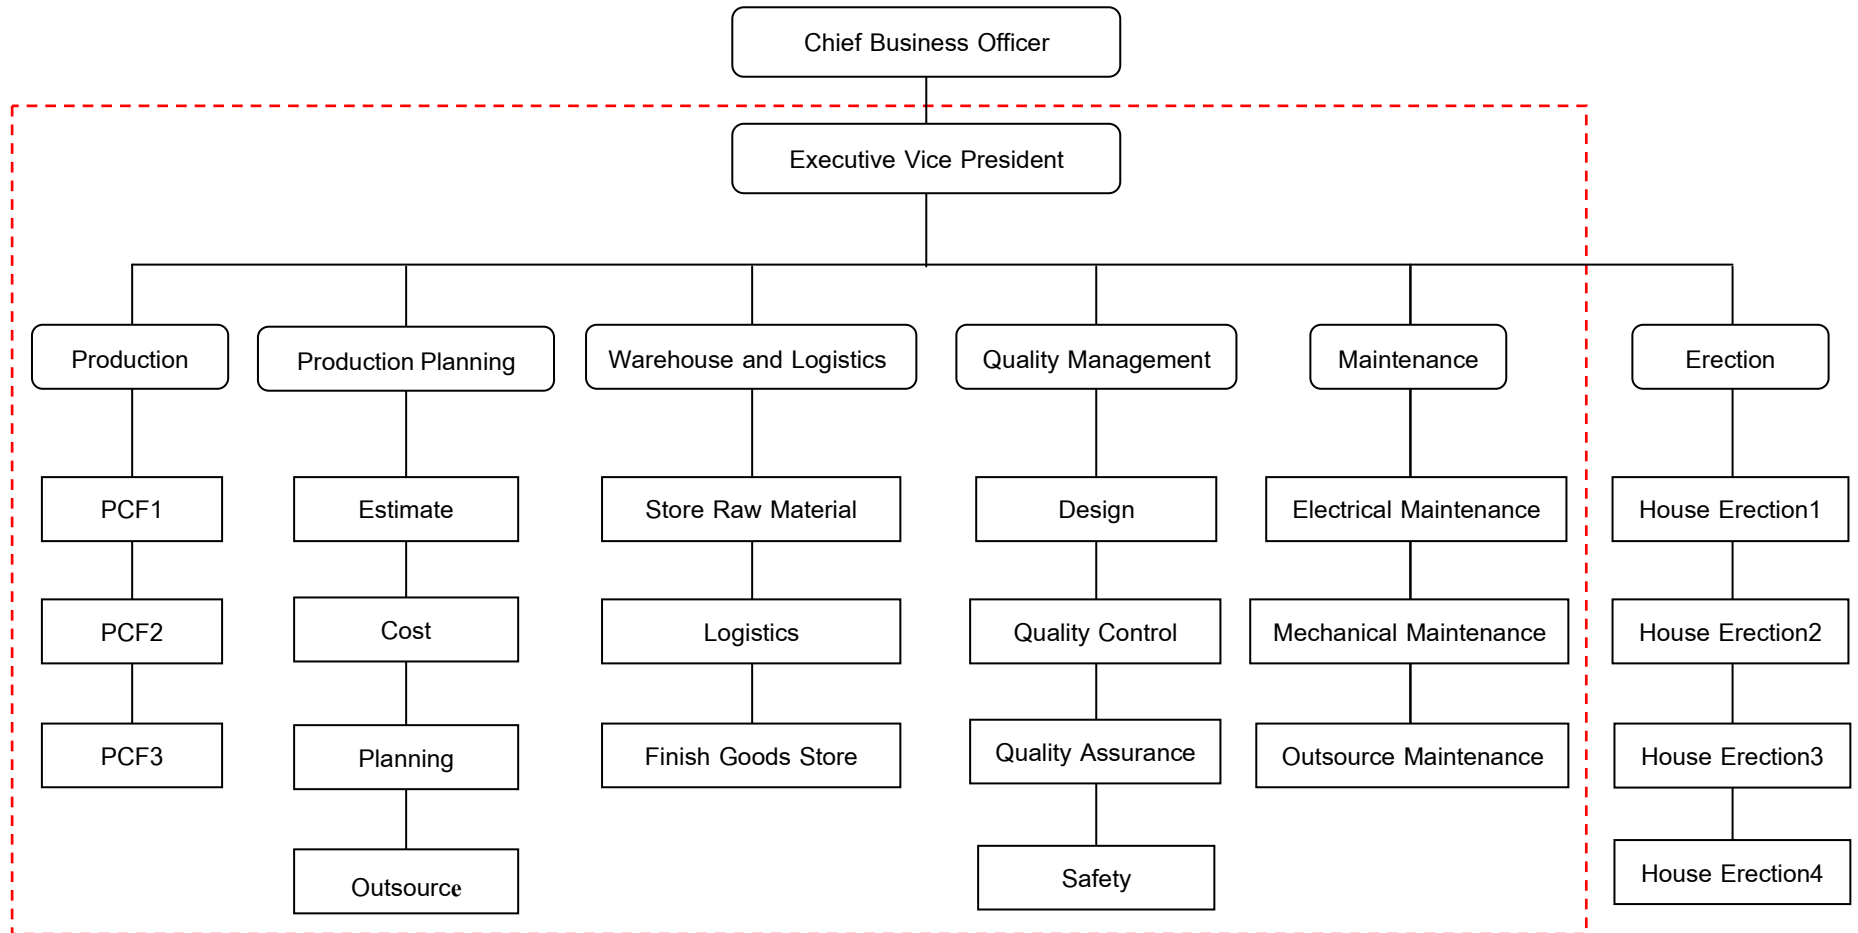 Chief Business Officer
Executive Vice President
Production
Production Planning
Warehouse and Logistics
Quality Management
Maintenance
Erection
PCF1
Estimate
Store Raw Material
Design
Electrical Maintenance
House Erection1
PCF2
Cost
Logistics
Quality Control
Mechanical Maintenance
House Erection2
PCF3
Planning
Finish Goods Store
Quality Assurance
Outsource Maintenance
House Erection3
Outsource
Safety
House Erection4